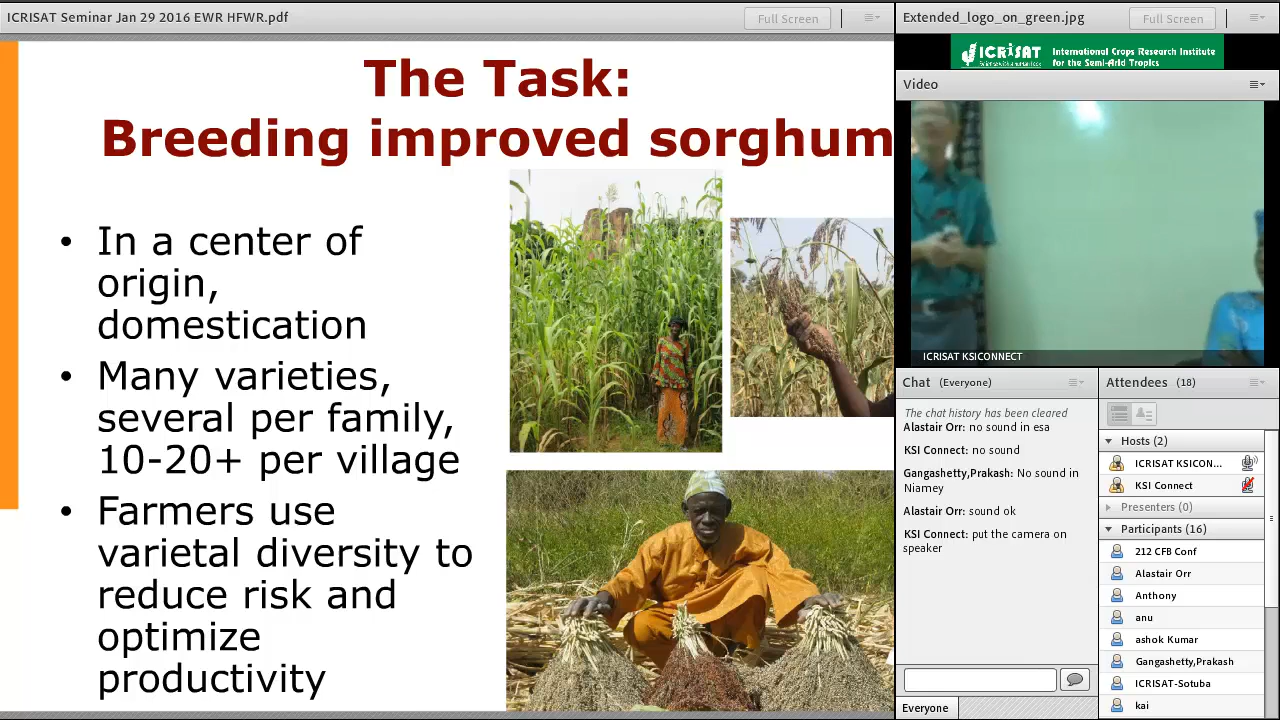 ICRISAT Seminar Jan 29 2016 EWR HFWR.pdf
Full Screen
The Task:
Breeding improved sorghum
• In a center of
origin,
domestication
• Many varieties,
several per family,
10-20+ per village
• Farmers use
varietal diversity to
reduce risk and
optimize
productivity
Extended_logo_on_green.jpg
Full Screen
ICRISAT
International Crops Research Institute
for the Semi-Arid Tropics
Video
ICRISAT KSICONNECT
Chat (Everyone)
The chat history has been cleared
Alastair Orr: no sound in esa
KSI Connect: no sound
Gangashetty,Prakash: No sound in
Niamey
Alastair Orr: sound ok
KSI Connect: put the camera on
speaker
Everyone
Attendees (18)
Hosts (2)
ICRISAT KSICON...
KSI Connect
Presenters (0)
Participants (16)
212 CFB Conf
Alastair Orr
Anthony
anu
ashok Kumar
Gangashetty,Prakash
ICRISAT-Sotuba
kai